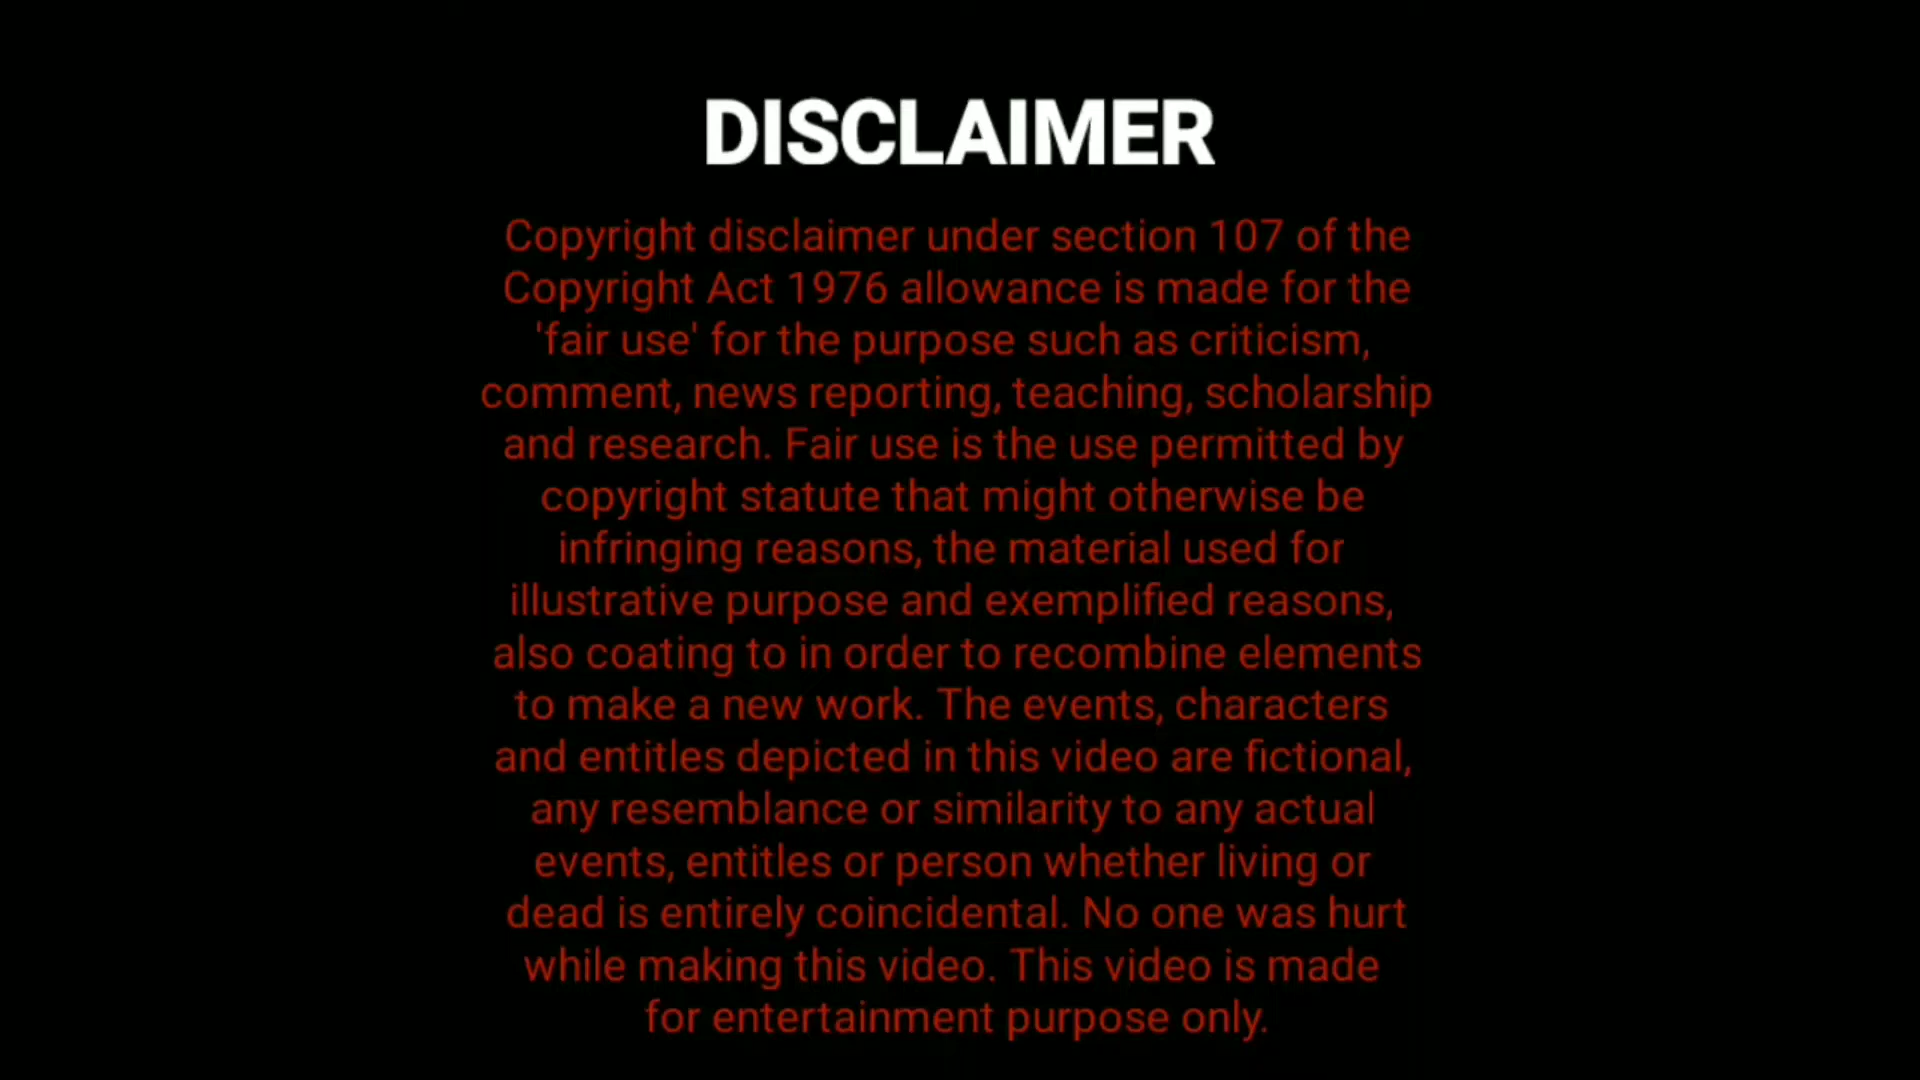 DISCLAIMER
Copyright disclaimer under section 107 of the
Copyright Act 1976 allowance is made for the
'fair use' for the purpose such as criticism,
comment, news reporting, teaching, scholarship
and research. Fair use is the use permitted by
copyright statute that might otherwise be
infringing reasons, the material used for
illustrative purpose and exemplified reasons,
also coating to in order to recombine elements
to make a new work. The events, characters
and entitles depicted in this video are fictional,
any resemblance or similarity to any actual
events, entitles or person whether living or
dead is entirely coincidental. No one was hurt
while making this video. This video is made
for entertainment purpose only.